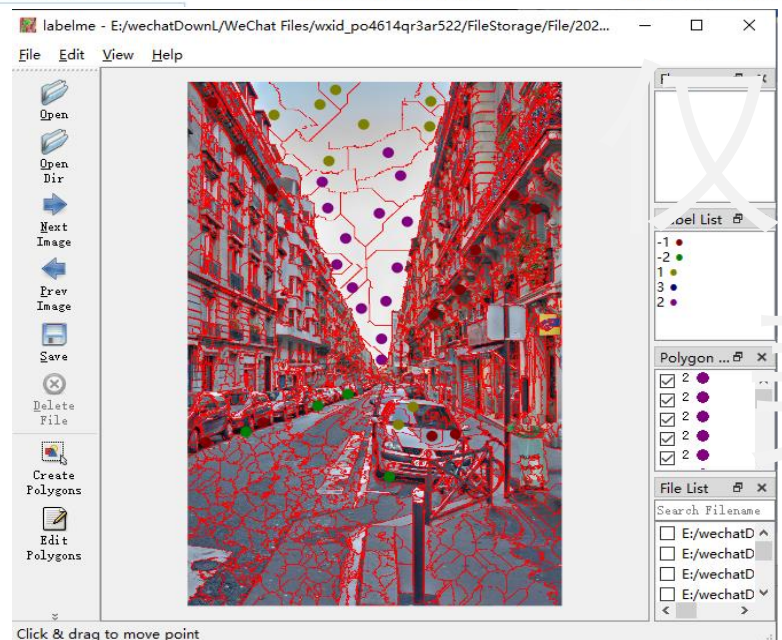 labelme - E:/wechatDownL/WeChat Files/wxid_po4614qr3ar522/FileStorage/File/202...
File Edit View Help
Open
Open
Dir
Next
Image
Prev
Image
Save
Delete
File
Create
Polygons
Edit
Polygons
Label List
-1
-2
1
3
2
Polygon ...
2
2
2
2
2
File List
Search Filename
E:/wechatD
E:/wechatD
E:/wechatD
E:/wechatD
Click & drag to move point